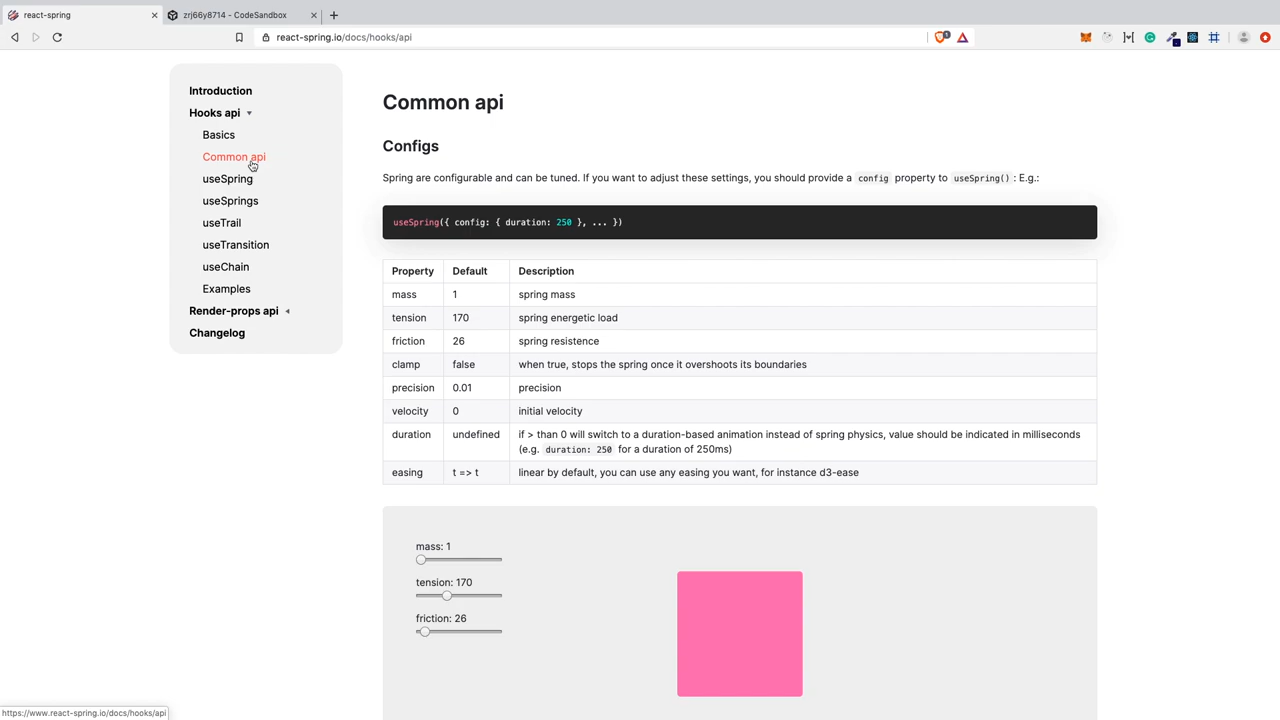 react-spring
zrj66y8714 - CodeSandbox
react-spring.io/docs/hooks/api
1
Introduction
Hooks api
Basics
Common api
useSpring
useSprings
useTrail
useTransition
useChain
Examples
Render-props api
Changelog
Common api
Configs
Spring are configurable and can be tuned. If you want to adjust these settings, you should provide a config property to useSpring() : E.g.:
useSpring({ config: { duration: 250 }, ... })
Property Default Description
mass 1 spring mass
tension 170 spring energetic load
friction 26 spring resistence
clamp false when true, stops the spring once it overshoots its boundaries
precision 0.01 precision
velocity 0 initial velocity
duration undefined if > than 0 will switch to a duration-based animation instead of spring physics, value should be indicated in milliseconds
(e.g. duration: 250 for a duration of 250ms)
easing t => t linear by default, you can use any easing you want, for instance d3-ease
mass: 1
tension: 170
friction: 26
https://www.react-spring.io/docs/hooks/api